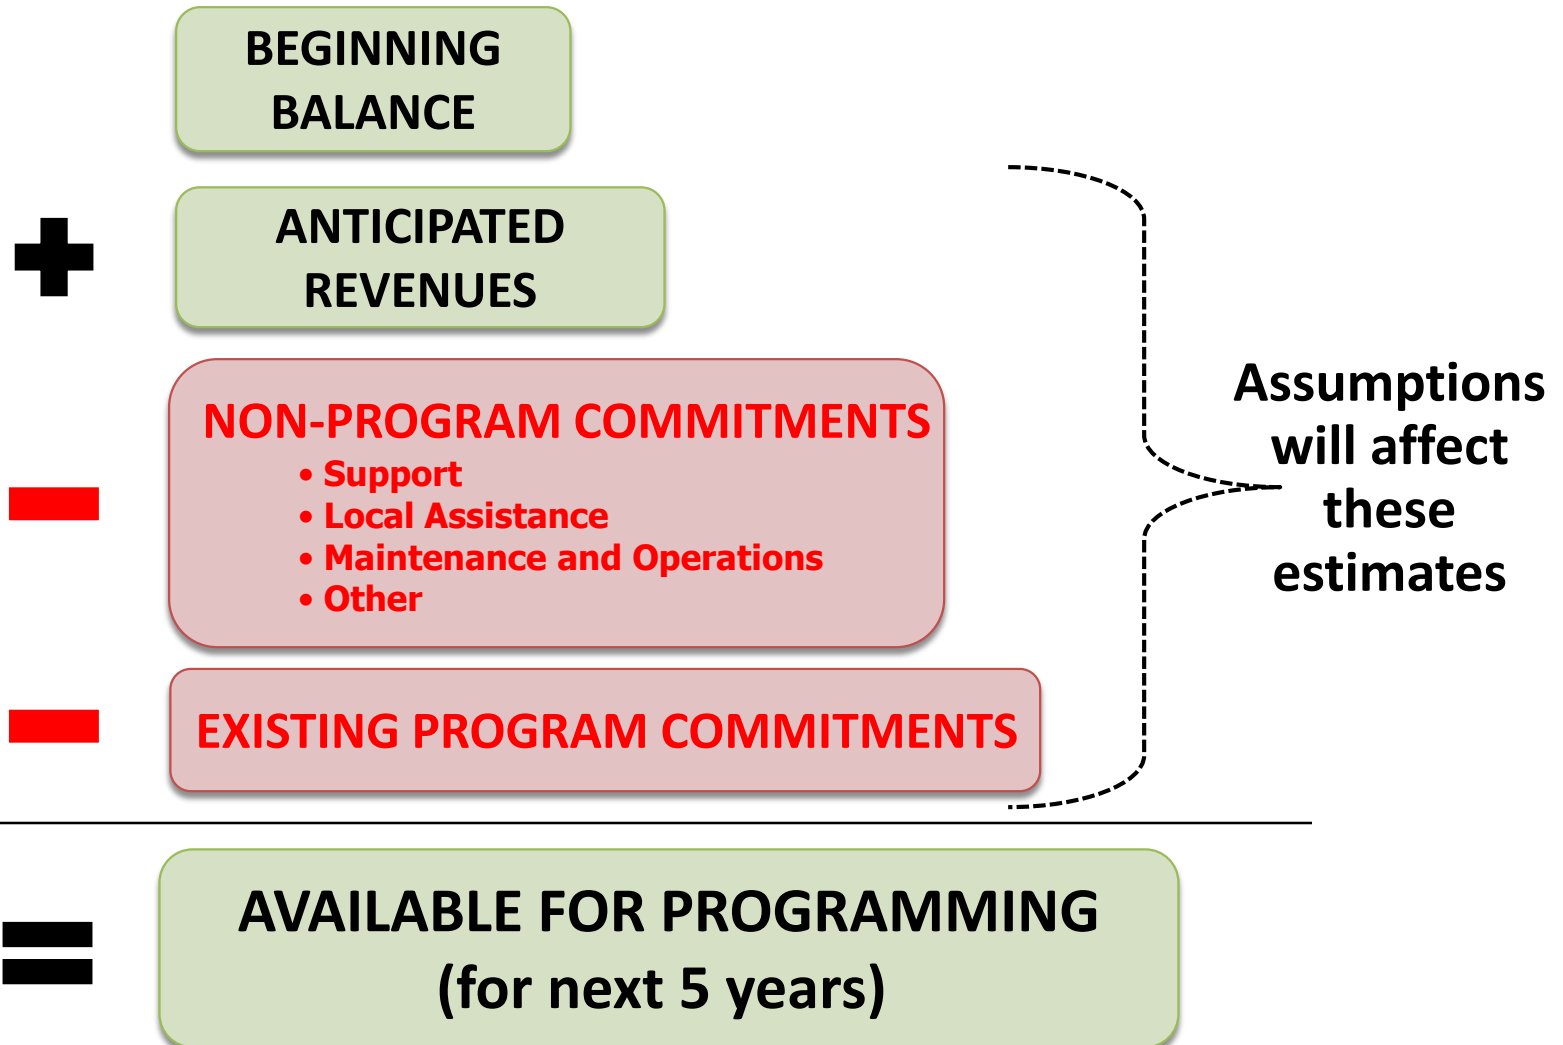 BEGINNING
BALANCE
ANTICIPATED
REVENUES
NON-PROGRAM COMMITMENTS
• Support
• Local Assistance
• Maintenance and Operations
• Other
EXISTING PROGRAM COMMITMENTS
Assumptions
will affect
these
estimates
AVAILABLE FOR PROGRAMMING
(for next 5 years)